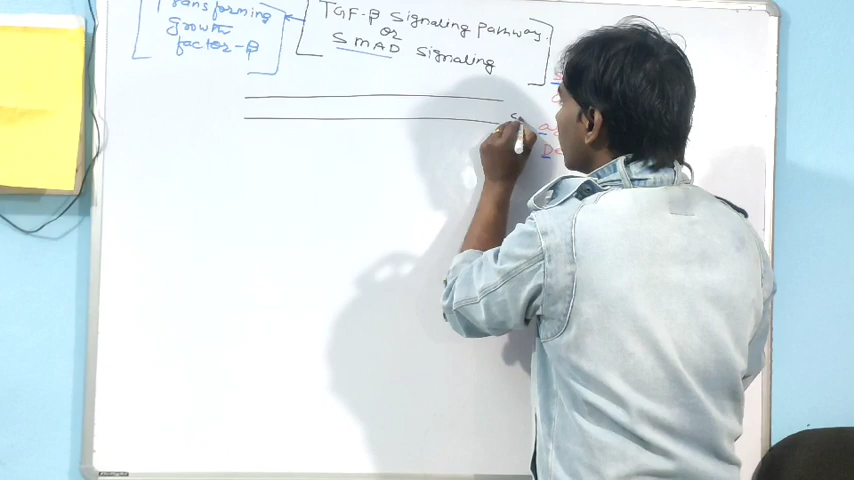 Transforming
Growth
factor-β
TGF-β Signaling Pathway.
or
SMAD Signaling